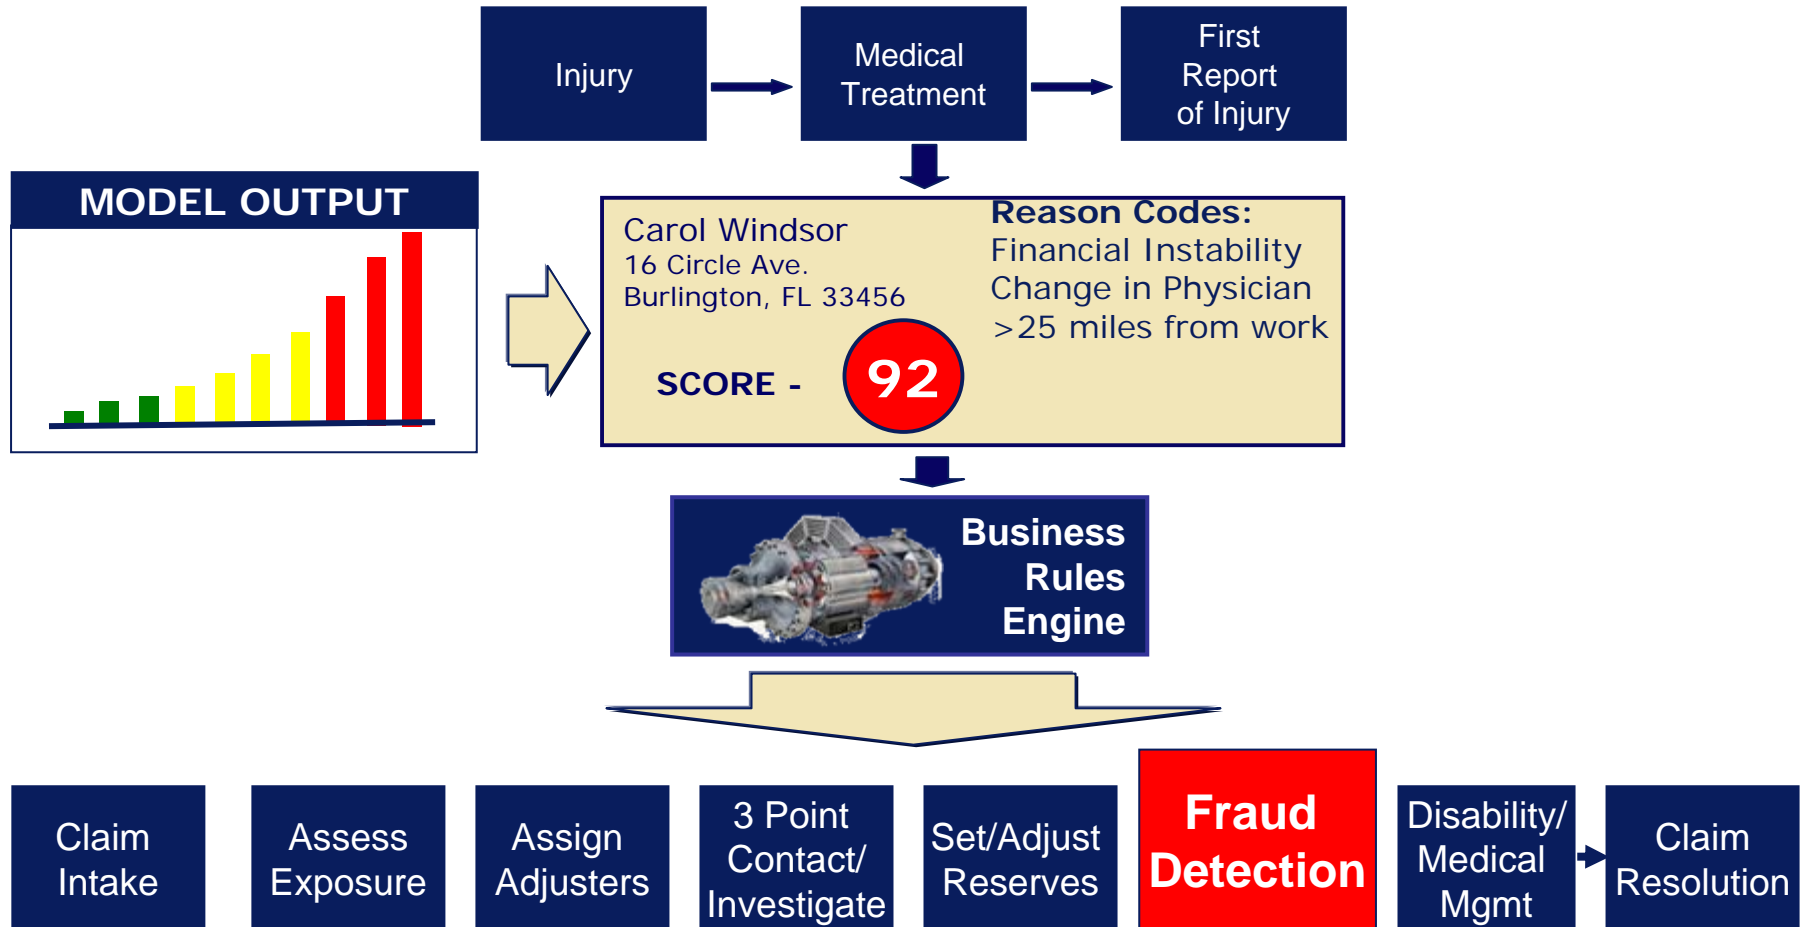 Injury
Medical
Treatment
First
Report
of Injury
MODEL OUTPUT
Carol Windsor
16 Circle Ave.
Burlington, FL 33456
SCORE - 92
Reason Codes:
Financial Instability
Change in Physician
>25 miles from work
Business
Rules
Engine
Claim
Intake
Assess
Exposure
Assign
Adjusters
3 Point
Contact/
Investigate
Set/Adjust
Reserves
Fraud
Detection
Disability/
Medical
Mgmt
Claim
Resolution